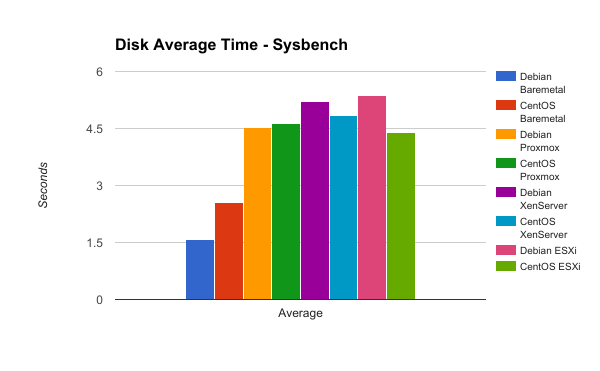 Disk Average Time - Sysbench
6
4.5
3
1.5
0
Seconds
Average
Debian
Baremetal
CentOS
Baremetal
Debian
Proxmox
CentOS
Proxmox
Debian
XenServer
CentOS
XenServer
Debian ESXi
CentOS ESXi